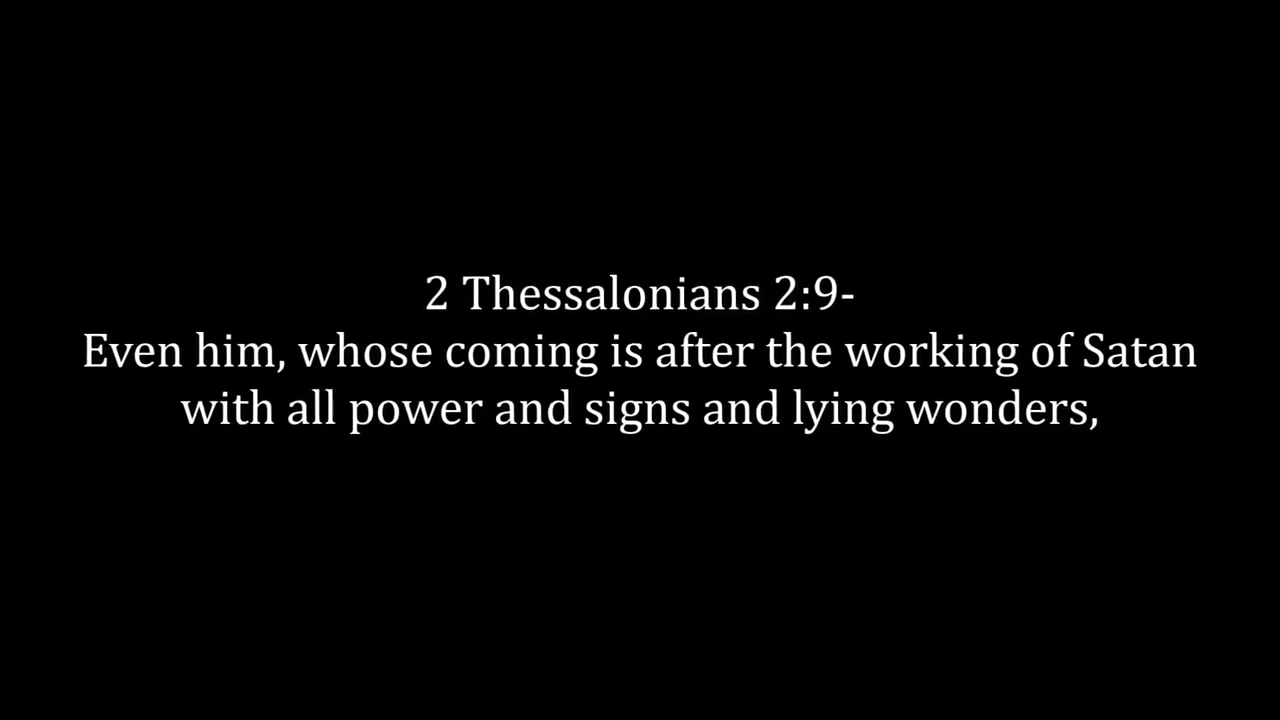 2 Thessalonians 2:9-
Even him, whose coming is after the working of Satan
with all power and signs and lying wonders,